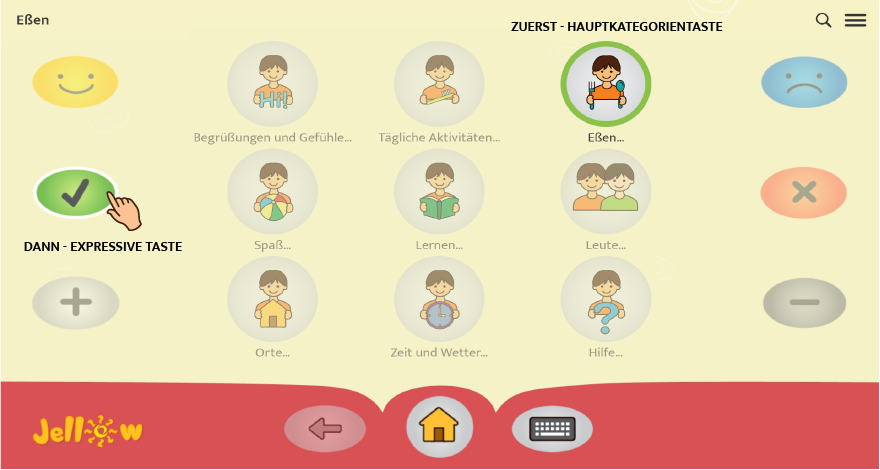 Eßen
ZUERST - HAUPTKATEGORIENTASTE
Hi!
Begrüßungen und Gefühle...
Tägliche Aktivitäten...
Eßen...
DANN - EXPRESSIVE TASTE
Spaß...
Lernen...
Leute...
Orte...
Zeit und Wetter...
Hilfe...
Jellow